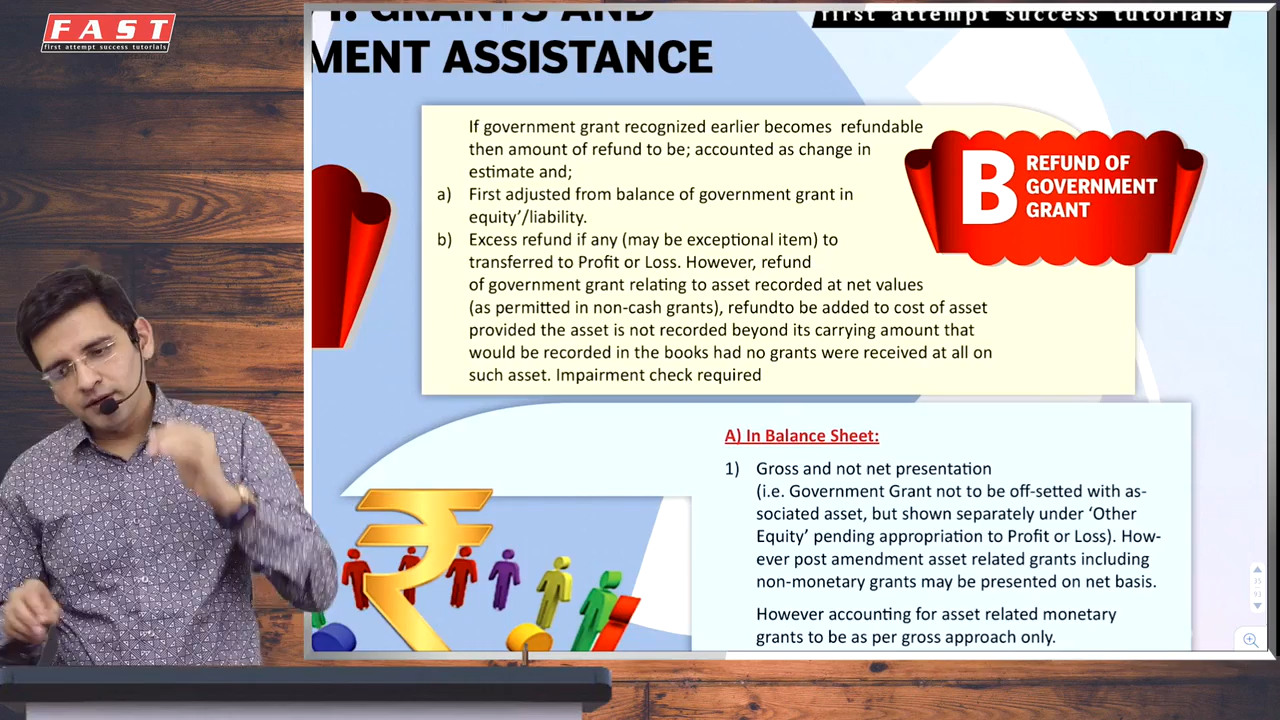 FAST
first attempt success tutorials
GRANTS AND
first attempt success tutorials
MENT ASSISTANCE
If government grant recognized earlier becomes refundable
then amount of refund to be; accounted as change in
estimate and;
a) First adjusted from balance of government grant in
equity’/liability.
b) Excess refund if any (may be exceptional item) to
transferred to Profit or Loss. However, refund
of government grant relating to asset recorded at net values
(as permitted in non-cash grants), refundto be added to cost of asset
provided the asset is not recorded beyond its carrying amount that
would be recorded in the books had no grants were received at all on
such asset. Impairment check required
B REFUND OF
GOVERNMENT
GRANT
A) In Balance Sheet:
1) Gross and not net presentation
(i.e. Government Grant not to be off-setted with as-
sociated asset, but shown separately under ‘Other
Equity’ pending appropriation to Profit or Loss). How-
ever post amendment asset related grants including
non-monetary grants may be presented on net basis.
However accounting for asset related monetary
grants to be as per gross approach only.